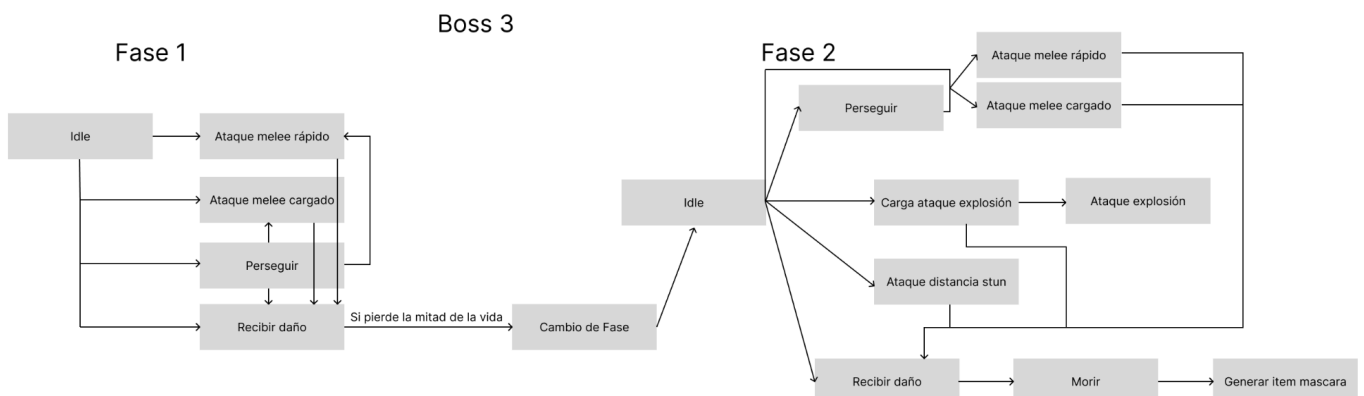 Boss 3
Fase 1
Idle
Ataque melee rápido
Ataque melee cargado
Perseguir
Recibir daño
Si pierde la mitad de la vida
Cambio de Fase
Fase 2
Idle
Perseguir
Ataque melee rápido
Ataque melee cargado
Carga ataque explosión
Ataque explosión
Ataque distancia stun
Recibir daño
Morir
Generar item mascara